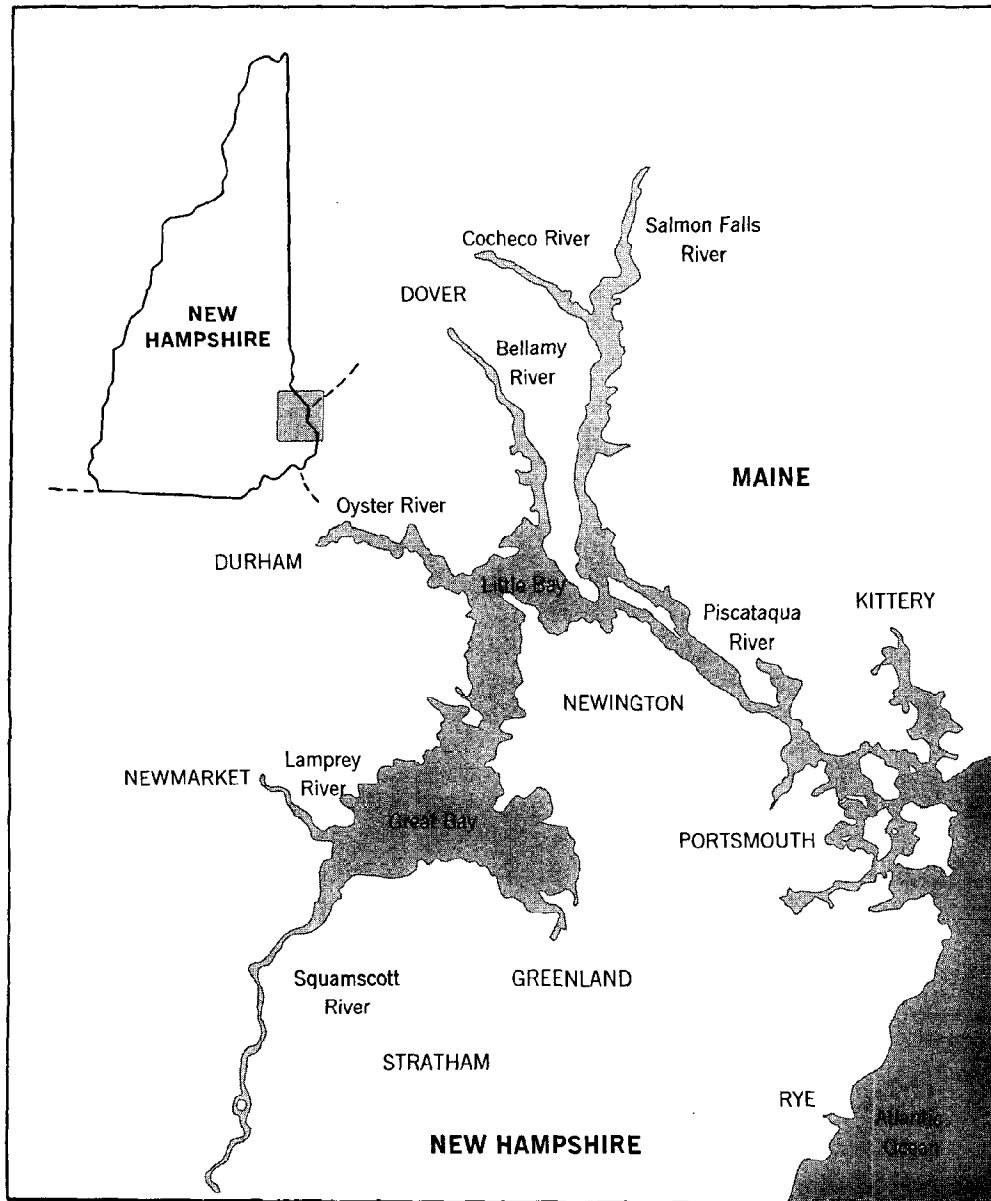 Salmon Falls
River
Cocheco River
DOVER
NEW
HAMPSHIRE
Bellamy
River
MAINE
Oyster River
DURHAM
Little Bay
KITTERY
Piscataqua
River
NEWINGTON
Lamprey
River
NEWMARKET
Great Bay
PORTSMOUTH
Squamscott
River
GREENLAND
STRATHAM
RYE
Atlantic
Ocean
NEW HAMPSHIRE